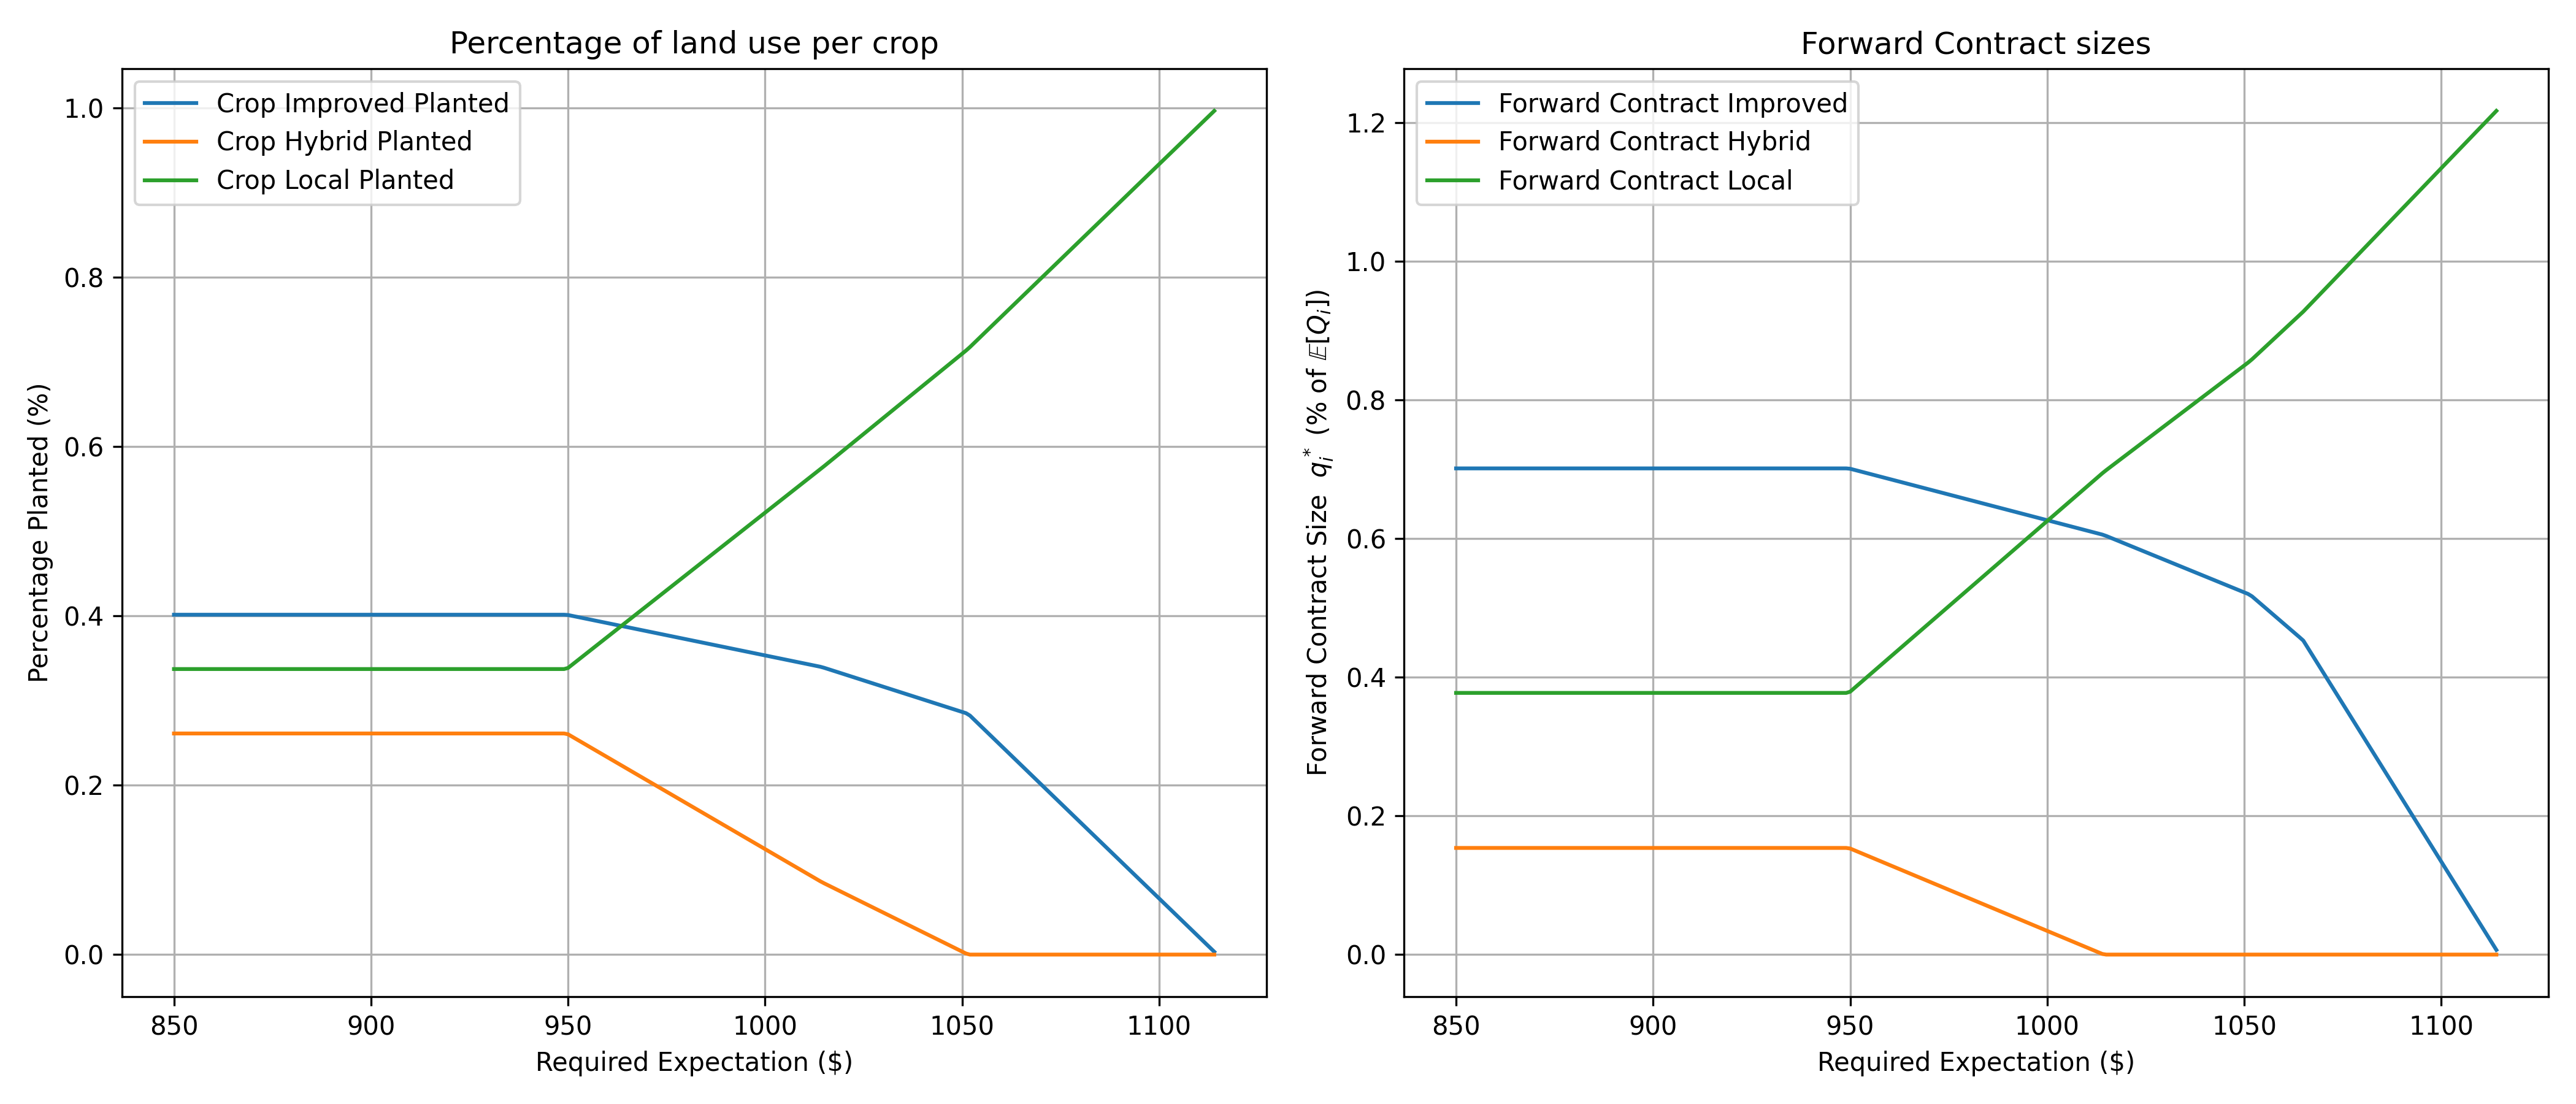 Percentage of land use per crop
Crop Improved Planted
Crop Hybrid Planted
Crop Local Planted
Percentage Planted (%)
1.0
0.8
0.6
0.4
0.2
0.0
850 900 950 1000 1050 1100
Required Expectation ($)
Forward Contract sizes
Forward Contract Improved
Forward Contract Hybrid
Forward Contract Local
Forward Contract Size q_i^* (% of 𝔼[Q_i])
1.2
1.0
0.8
0.6
0.4
0.2
0.0
850 900 950 1000 1050 1100
Required Expectation ($)